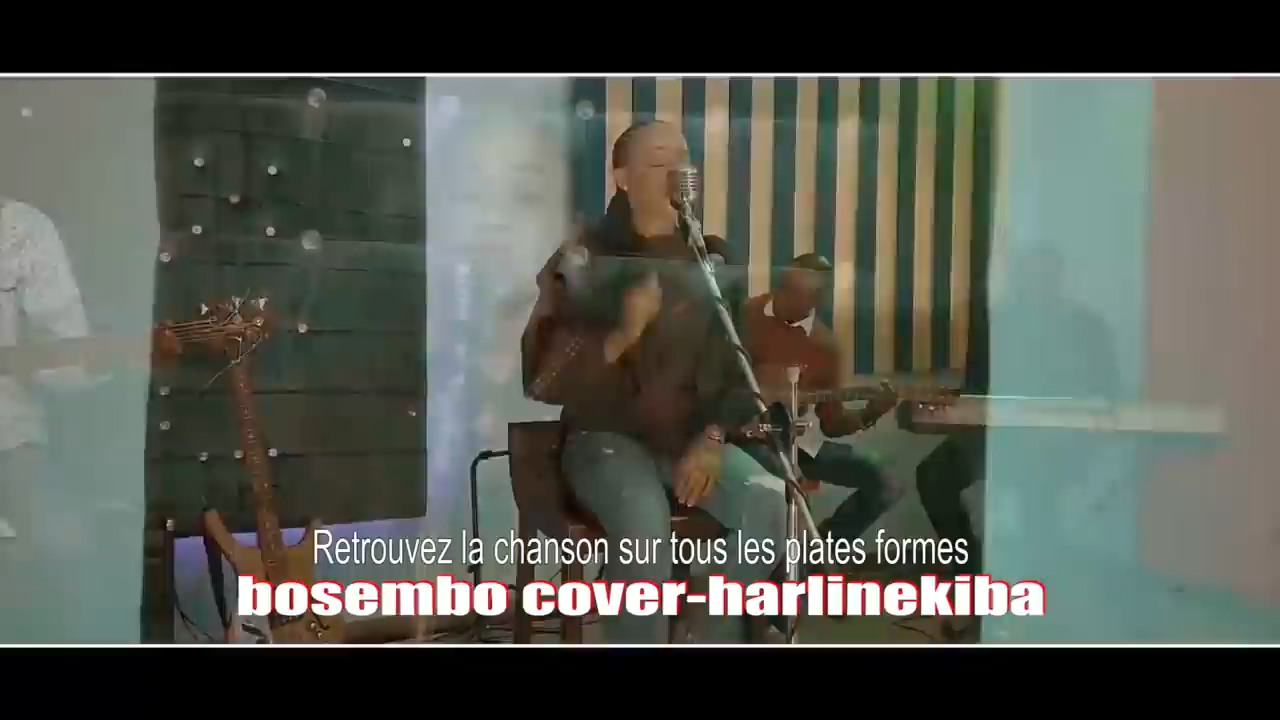 Retrouvez la chanson sur tous les plates formes
bosembo cover-harlinekiba